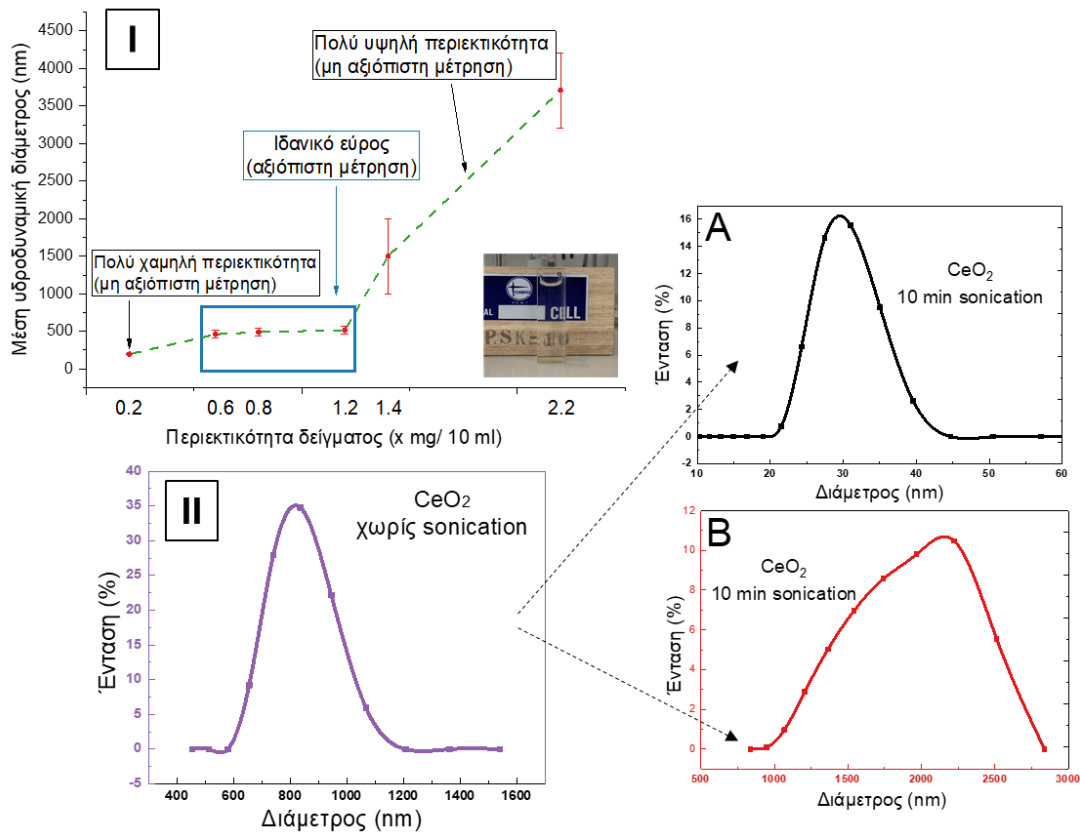 I
Μέση υδροδυναμική διάμετρος (nm)
4500
4000
3500
3000
2500
2000
1500
1000
500
0
Πολύ υψηλή περιεκτικότητα
(μη αξιόπιστη μέτρηση)
Ιδανικό εύρος
(αξιόπιστη μέτρηση)
Πολύ χαμηλή περιεκτικότητα
(μη αξιόπιστη μέτρηση)
CELL
0.2 0.6 0.8 1.2 1.4 2.2
Περιεκτικότητα δείγματος (x mg/ 10 ml)
II
Ένταση (%)
40
35
30
25
20
15
10
5
0
-5
CeO2
χωρίς sonication
400 600 800 1000 1200 1400 1600
Διάμετρος (nm)
A
Ένταση (%)
16
14
12
10
8
6
4
2
0
-2
CeO2
10 min sonication
10 20 30 40 50 60
Διάμετρος (nm)
B
Ένταση (%)
12
10
8
6
4
2
0
CeO2
10 min sonication
500 1000 1500 2000 2500 3000
Διάμετρος (nm)